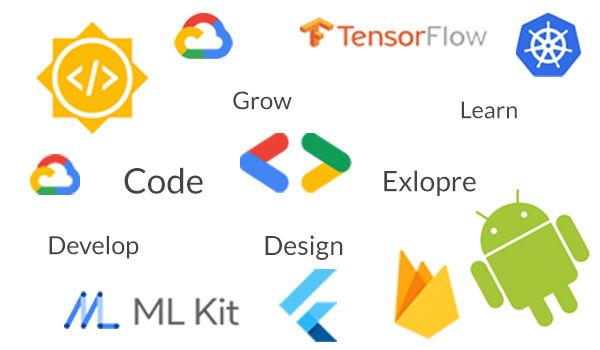 TensorFlow
Grow
Learn
Code
Exlopre
Develop
Design
ML Kit